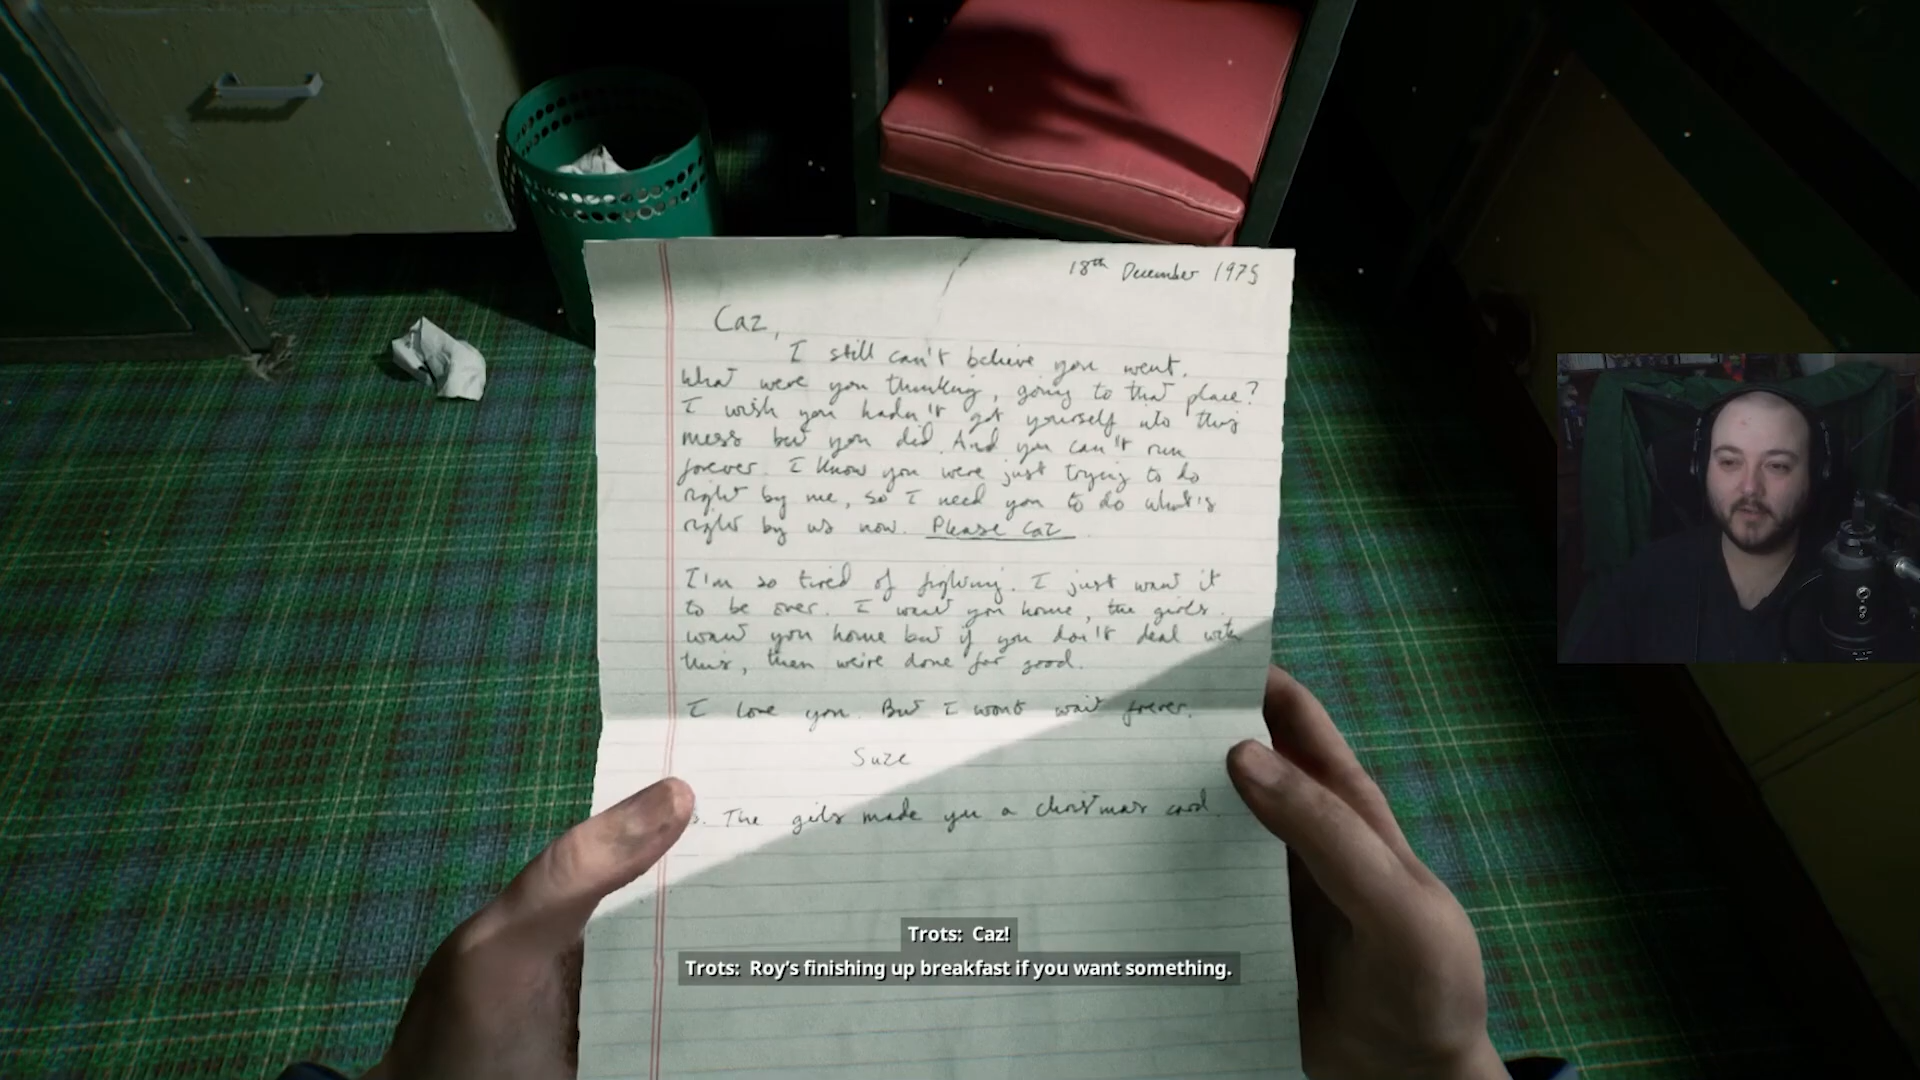 18th December 1975
Caz,
I still can't believe you went.
What were you thinking, going to that place?
I wish you hadn't got yourself into this
mess but you did. And you can't run
forever. I know you were just trying to do
right by me, so I need you to do what's
right by us now. Please Caz.
I'm so tired of fighting. I just want it
to be over. I want you home, the girls
want you home but if you don't deal with
this, then we're done for good.
I love you. But I wont wait forever.
Suze
. The girls made you a Christmas card.
Trots: Caz!
Trots: Roy's finishing up breakfast if you want something.